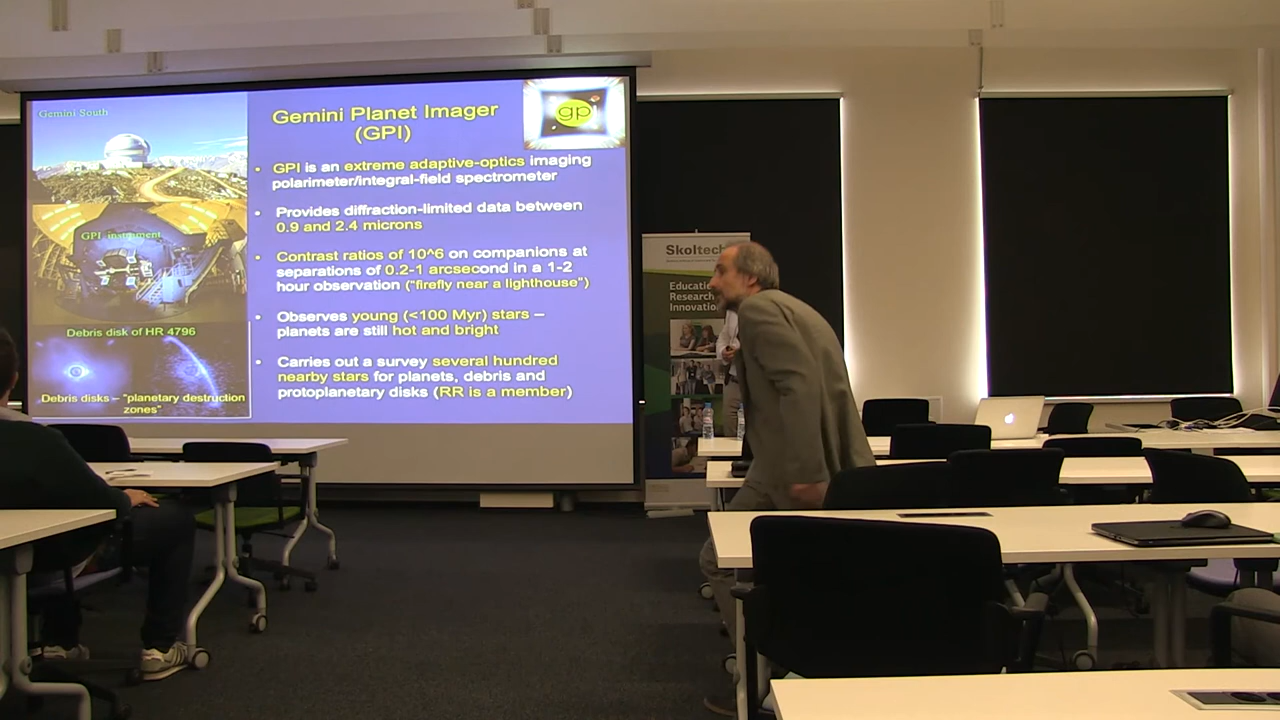 Gemini South
GPI instrument
Debris disk of HR 4796
Debris disks – "planetary destruction
zones"
Gemini Planet Imager
(GPI)
gpi
• GPI is an extreme adaptive-optics imaging
polarimeter/integral-field spectrometer
• Provides diffraction-limited data between
0.9 and 2.4 microns
• Contrast ratios of 10^6 on companions at
separations of 0.2-1 arcsecond in a 1-2
hour observation ("firefly near a lighthouse")
• Observes young (<100 Myr) stars –
planets are still hot and bright
• Carries out a survey several hundred
nearby stars for planets, debris and
protoplanetary disks (RR is a member)
Skoltech